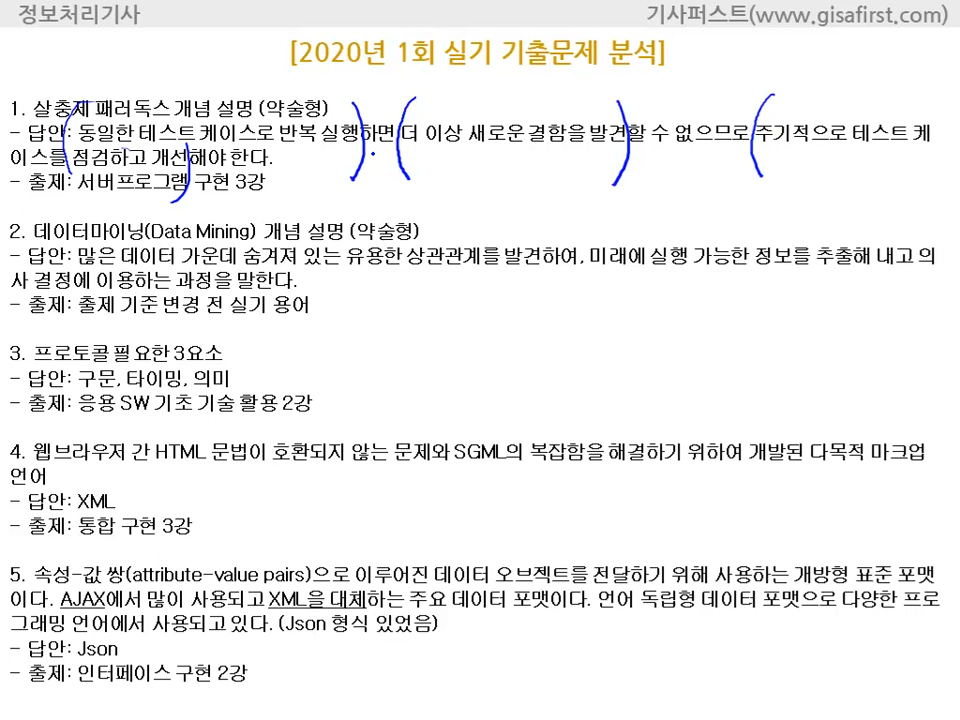 정보처리기사
기사퍼스트(www.gisafirst.com)
[2020년 1회 실기 기출문제 분석]
1. 살충제 패러독스 개념 설명 (약술형)
- 답안: 동일한 테스트 케이스로 반복 실행하면 더 이상 새로운 결함을 발견할 수 없으므로 주기적으로 테스트 케
이스를 점검하고 개선해야 한다.
- 출제: 서버프로그램 구현 3강
2. 데이터마이닝(Data Mining) 개념 설명 (약술형)
- 답안: 많은 데이터 가운데 숨겨져 있는 유용한 상관관계를 발견하여, 미래에 실행 가능한 정보를 추출해 내고 의
사 결정에 이용하는 과정을 말한다.
- 출제: 출제 기준 변경 전 실기 용어
3. 프로토콜 필요한 3요소
- 답안: 구문, 타이밍, 의미
- 출제: 응용 SW 기초 기술 활용 2강
4. 웹브라우저 간 HTML 문법이 호환되지 않는 문제와 SGML의 복잡함을 해결하기 위하여 개발된 다목적 마크업
언어
- 답안: XML
- 출제: 통합 구현 3강
5. 속성-값 쌍(attribute-value pairs)으로 이루어진 데이터 오브젝트를 전달하기 위해 사용하는 개방형 표준 포맷
이다. AJAX에서 많이 사용되고 XML을 대체하는 주요 데이터 포맷이다. 언어 독립형 데이터 포맷으로 다양한 프로
그래밍 언어에서 사용되고 있다. (Json 형식 있었음)
- 답안: Json
- 출제: 인터페이스 구현 2강